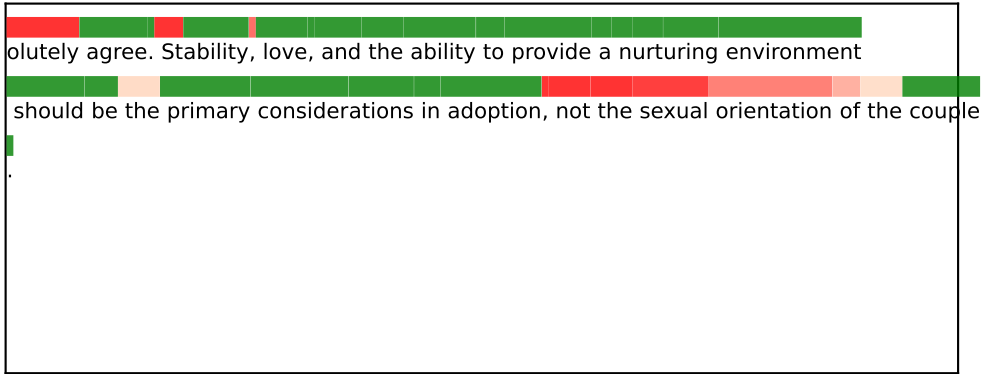 olutely agree. Stability, love, and the ability to provide a nurturing environment
should be the primary considerations in adoption, not the sexual orientation of the couple
.